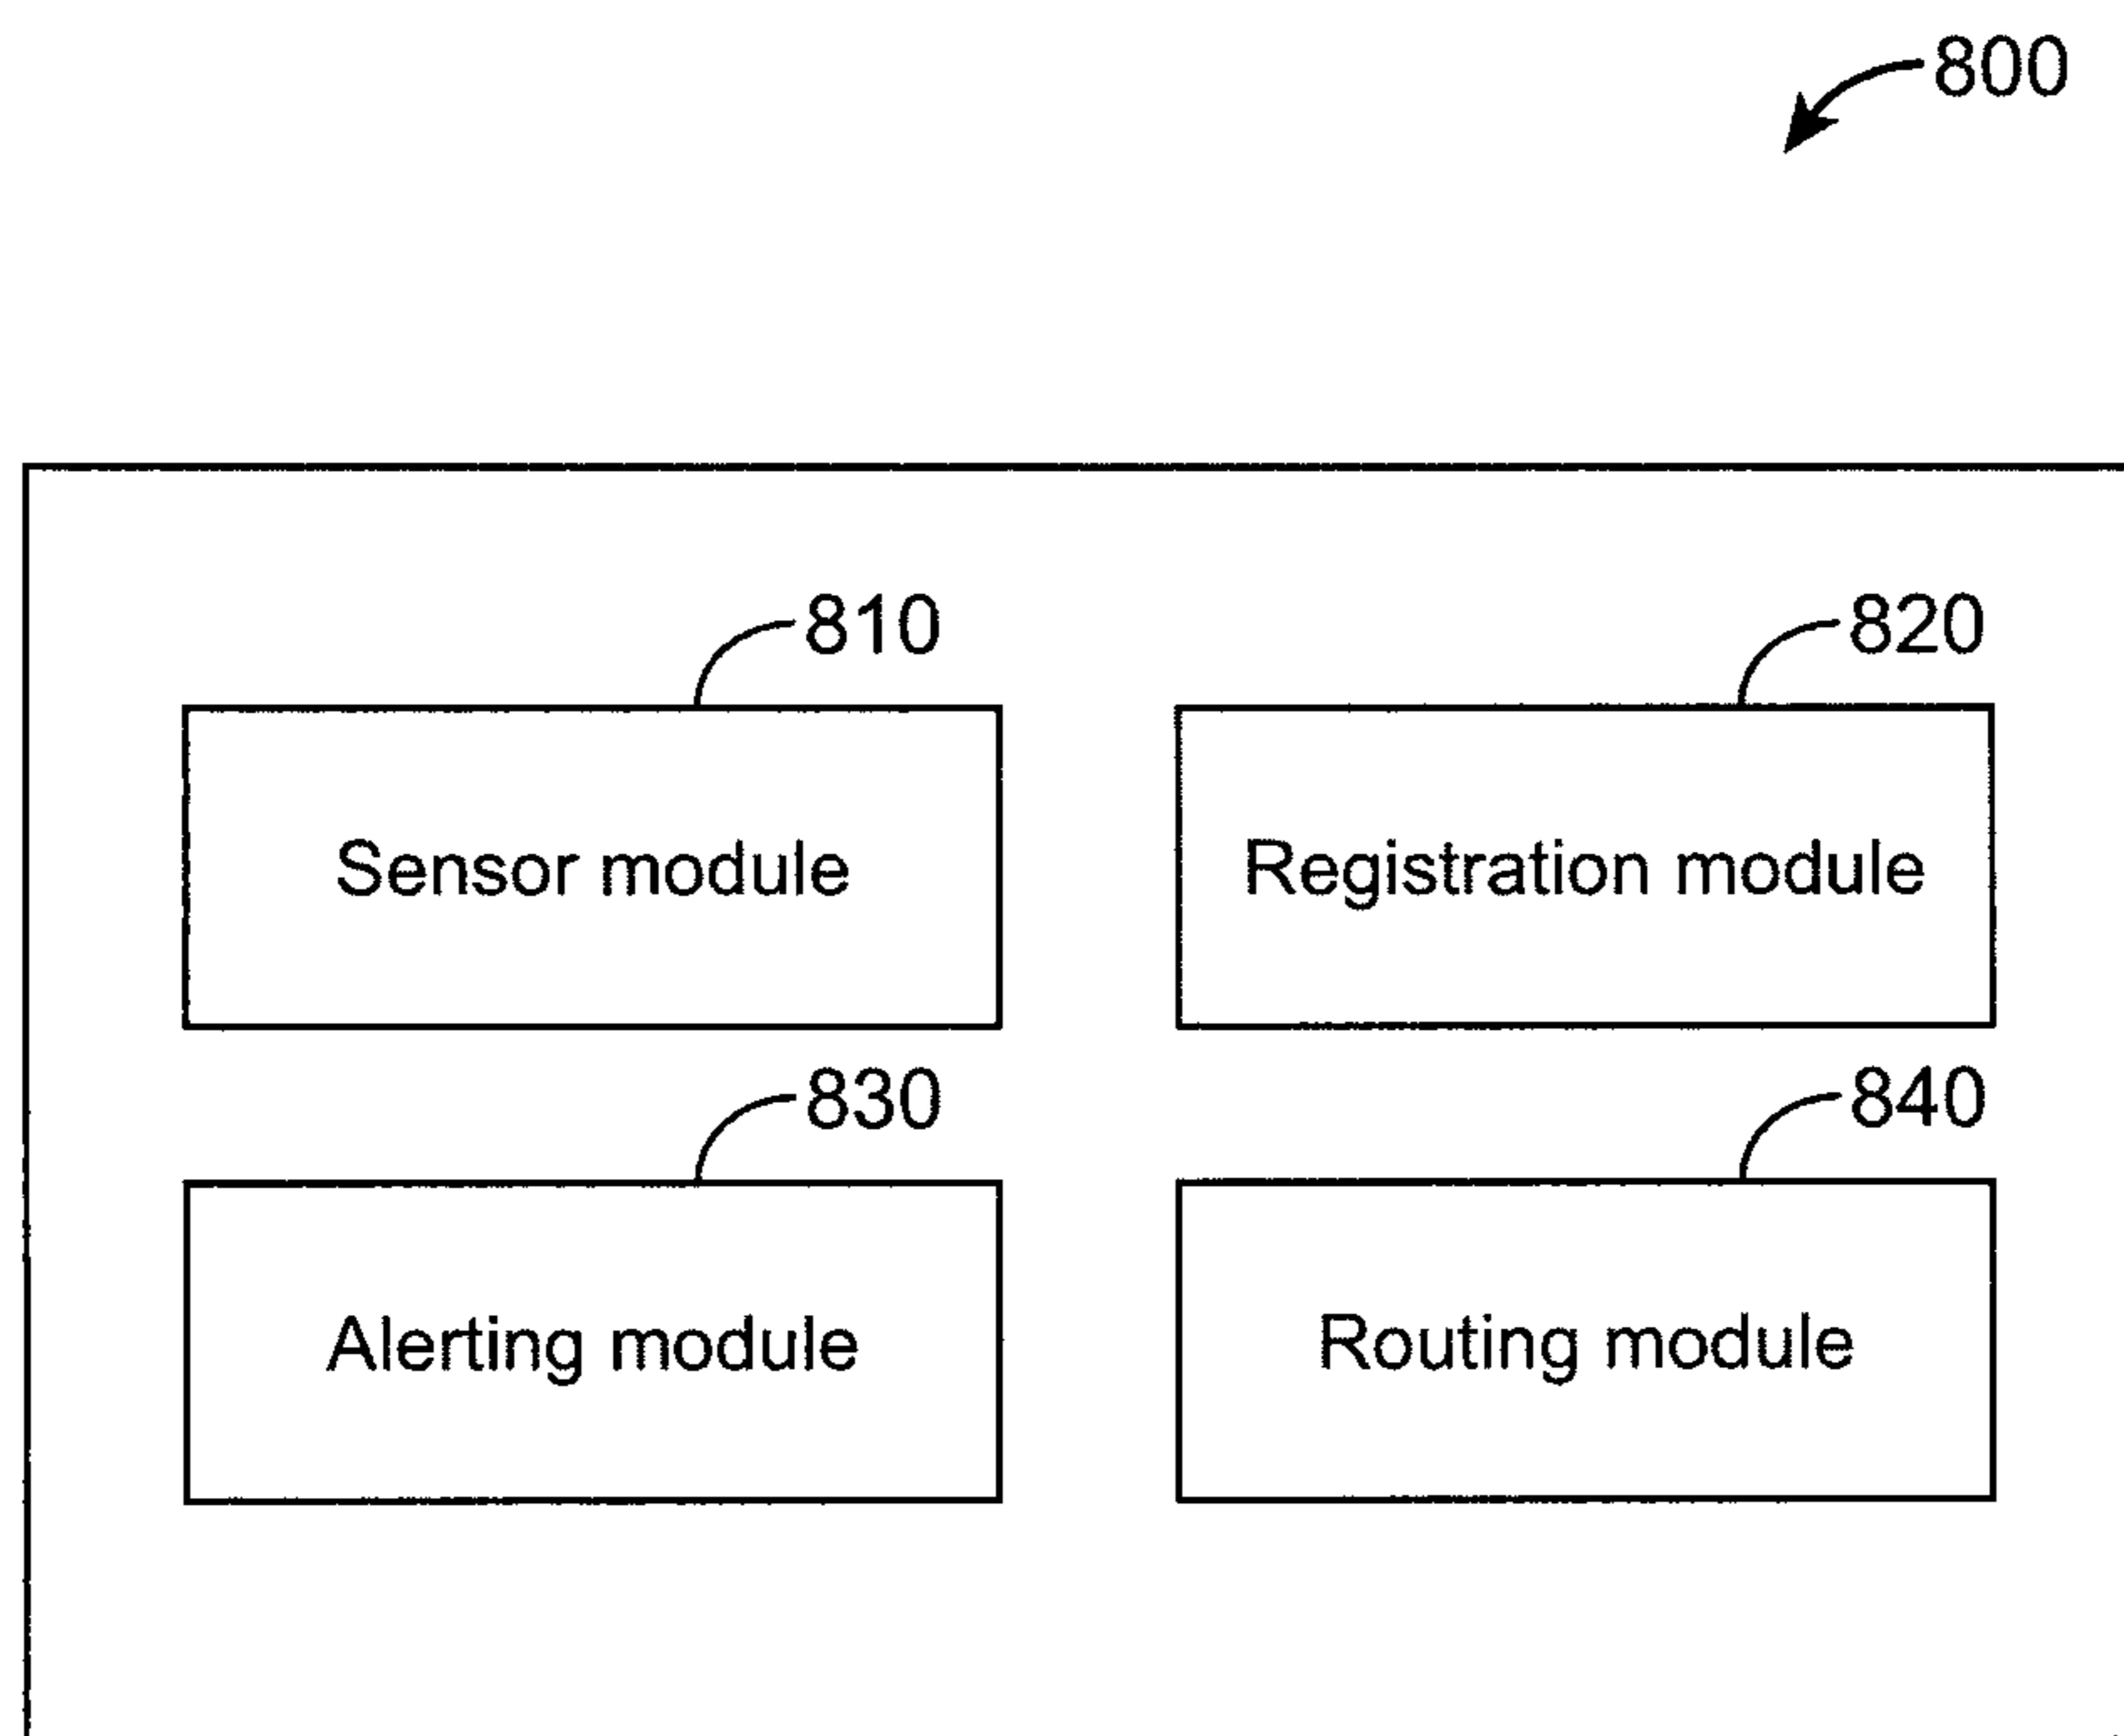 800
810
820
Sensor module
Registration module
830
840
Alerting module
Routing module